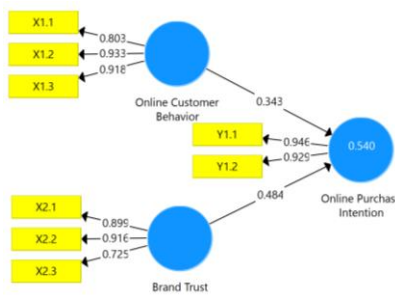 X1.1
0.803
X1.2
0.933
0.918
X1.3
Online Customer
Behavior
0.343
Y1.1
0.946
0.540
Y1.2
0.929
Online Purchas
Intention
0.484
X2.1
0.899
X2.2
0.916
0.725
X2.3
Brand Trust